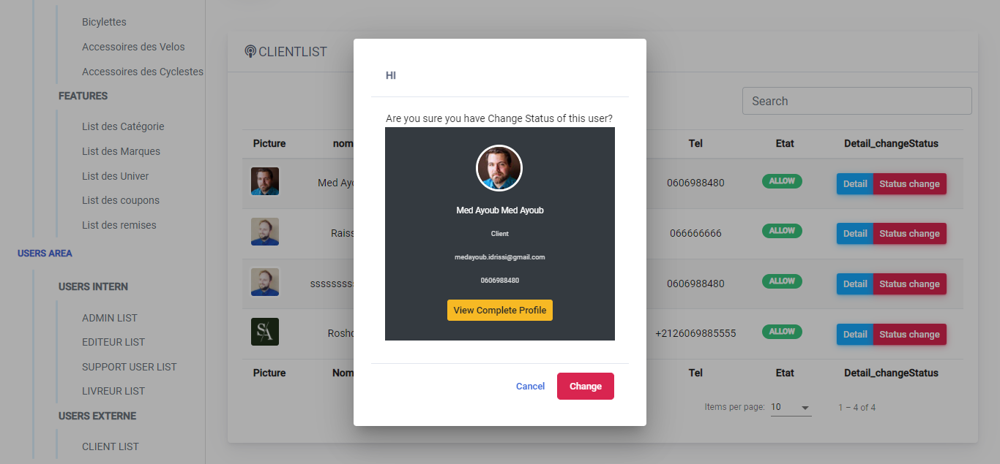 Bicylettes
Accessoires des Velos
Accessoires des Cyclestes
FEATURES
List des Catégorie
List des Marques
List des Univer
List des coupons
List des remises
USERS AREA
USERS INTERN
ADMIN LIST
EDITEUR LIST
SUPPORT USER LIST
LIVREUR LIST
USERS EXTERNE
CLIENT LIST
CLIENTLIST
Search
Picture nom Tel Etat Detail_changeStatus
Med Ayo 0606988480 ALLOW Detail Status change
Raiss 066666666 ALLOW Detail Status change
sssssssss 0606988480 ALLOW Detail Status change
SA Rosho +2126069885555 ALLOW Detail Status change
Picture Nom Tel Etat Detail_changeStatus
Items per page: 10 1 – 4 of 4
HI
Are you sure you have Change Status of this user?
Med Ayoub Med Ayoub
Client
medayoub.idrissi@gmail.com
0606988480
View Complete Profile
Cancel Change